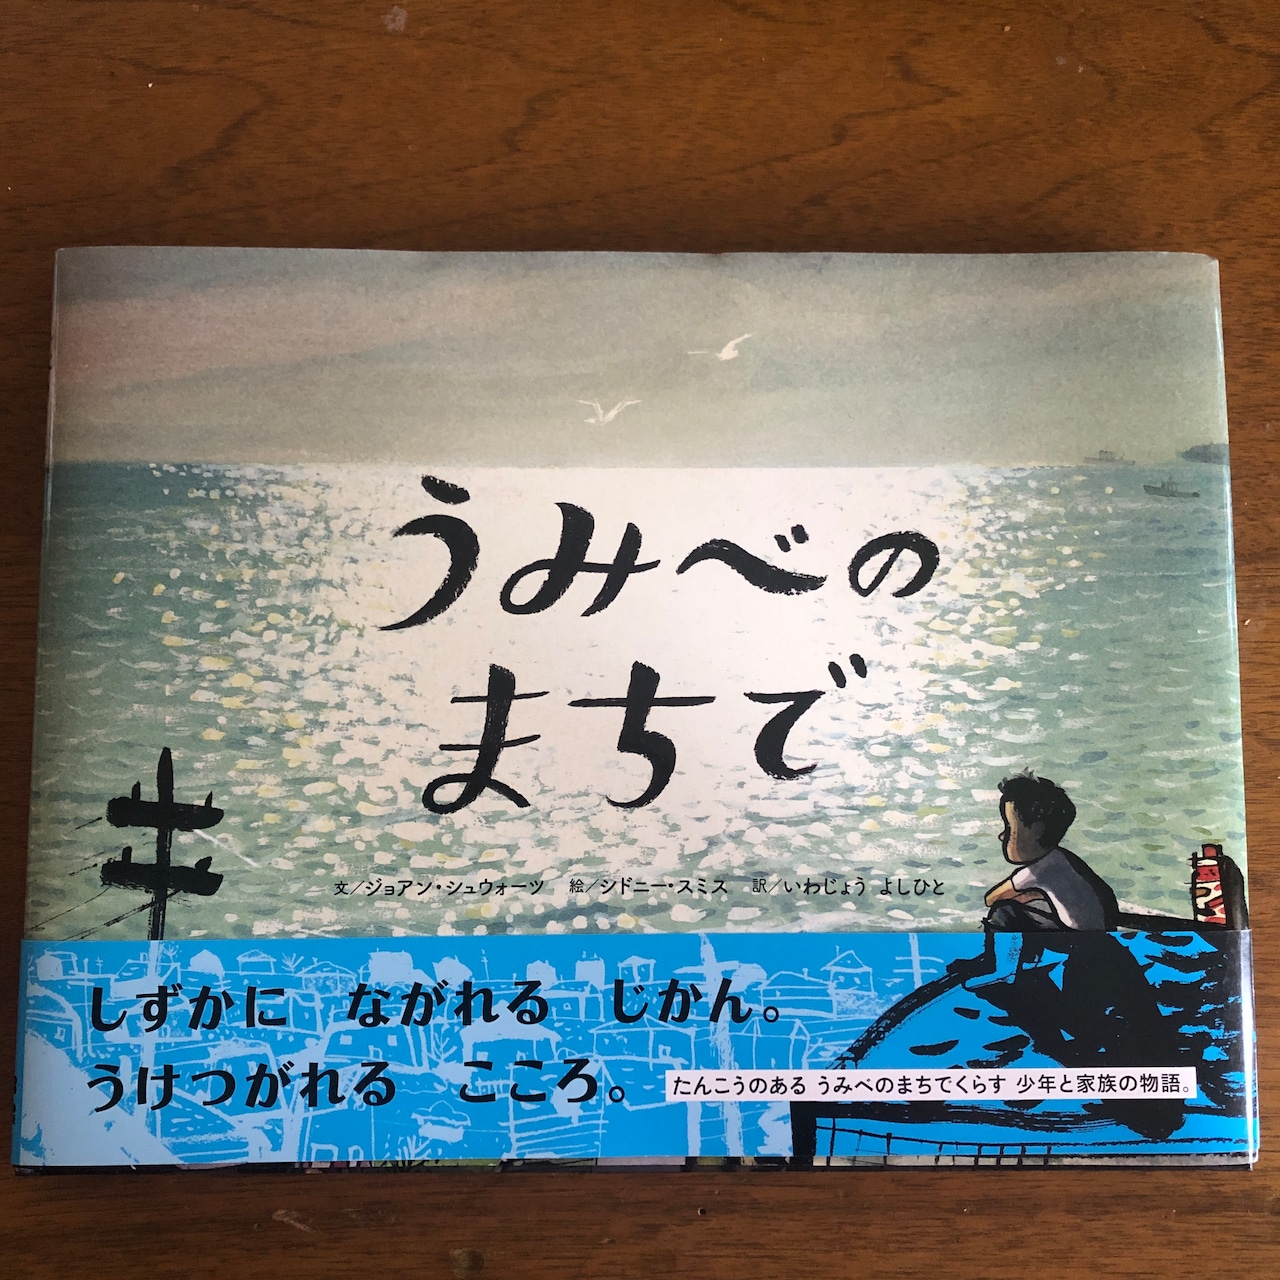 うみべの
まちで
文／ジョアン・シュウォーツ　絵／シドニー・スミス　訳／いわじょう よしひと
しずかに　ながれる　じかん。
うけつがれる　こころ。
たんこうのある うみべのまちでくらす 少年と家族の物語。